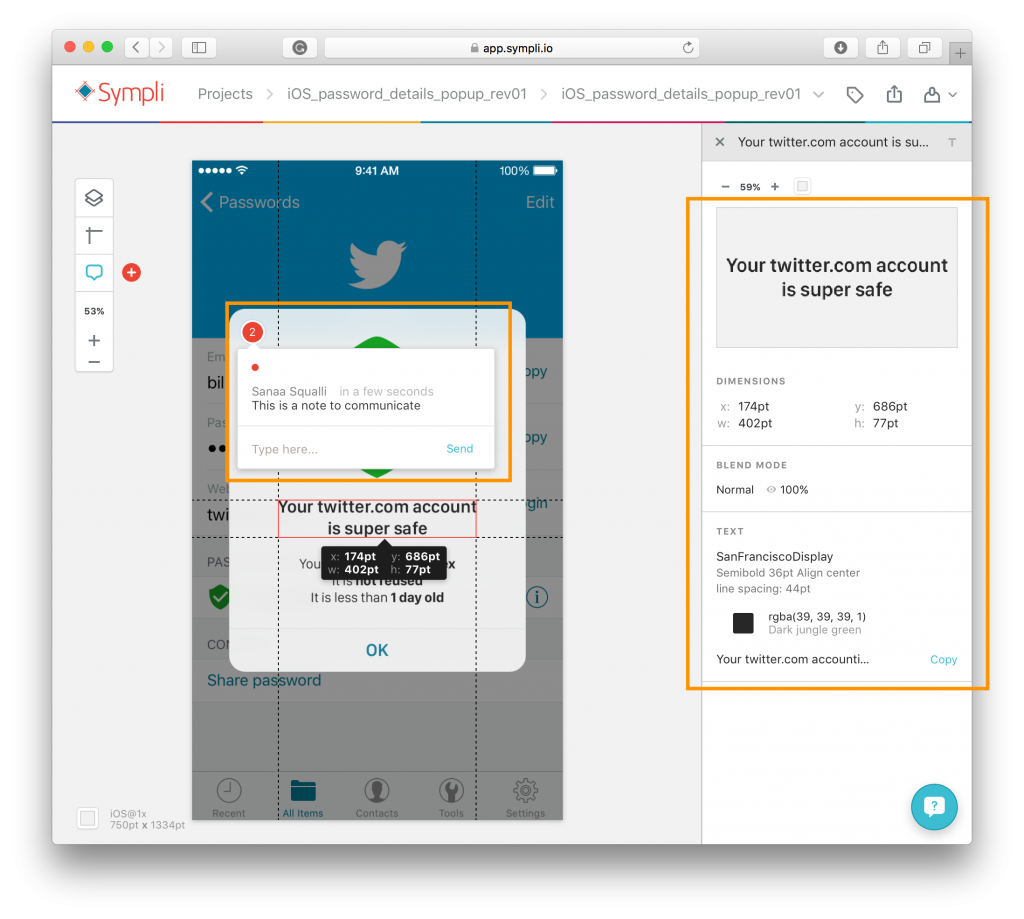 app.sympli.io
Sympli
Projects
iOS_password_details_popup_rev01
iOS_password_details_popup_rev01
Your twitter.com account is su...
T
59%
53%
9:41 AM
100%
Passwords
Edit
2
Sanaa Squalli in a few seconds
This is a note to communicate
Type here...
Send
Em
bil
opy
Pas
opy
Web
twi
gin
Your twitter.com account
is super safe
x: 174pt y: 686pt
w: 402pt h: 77pt
You
ex
It is not reused
It is less than 1 day old
PAS
OK
CO
Share password
Recent
All Items
Contacts
Tools
Settings
iOS@1x
750pt x 1334pt
Your twitter.com account
is super safe
DIMENSIONS
x: 174pt y: 686pt
w: 402pt h: 77pt
BLEND MODE
Normal 100%
TEXT
SanFranciscoDisplay
Semibold 36pt Align center
line spacing: 44pt
rgba(39, 39, 39, 1)
Dark jungle green
Your twitter.com accounti...
Copy
?